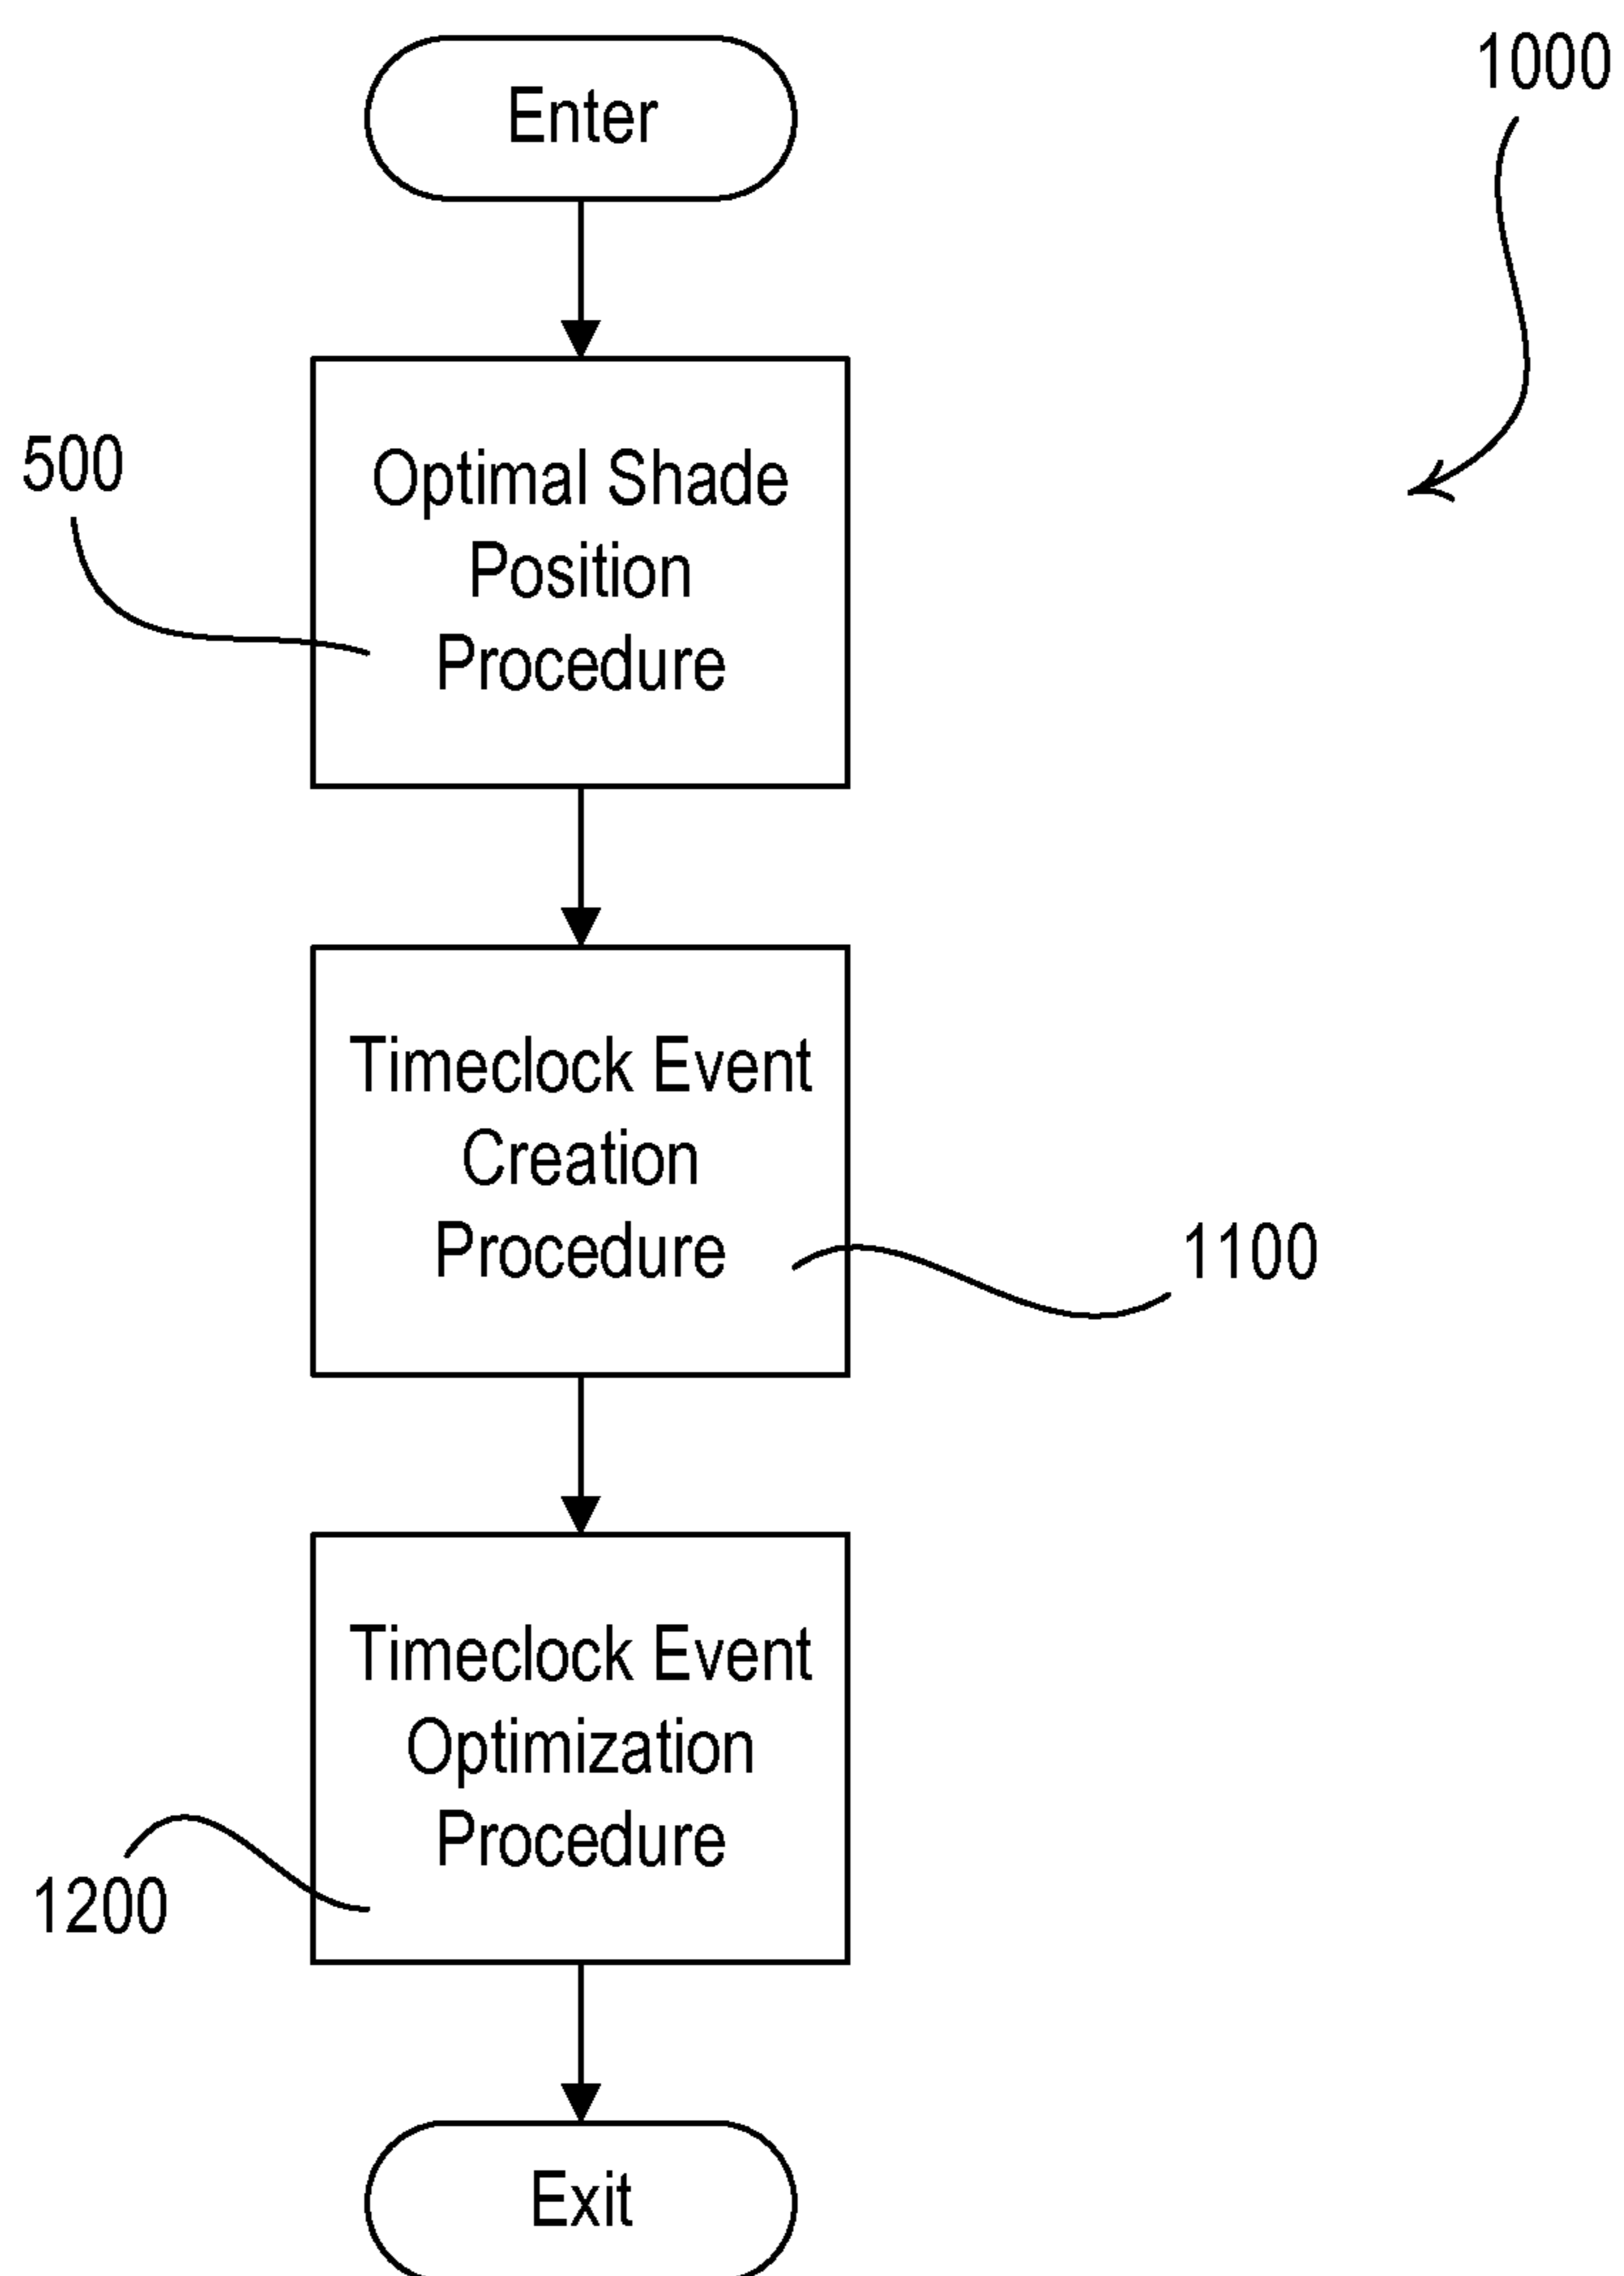 Enter
1000
500
Optimal Shade
Position
Procedure
Timeclock Event
Creation
Procedure
1100
Timeclock Event
Optimization
Procedure
1200
Exit